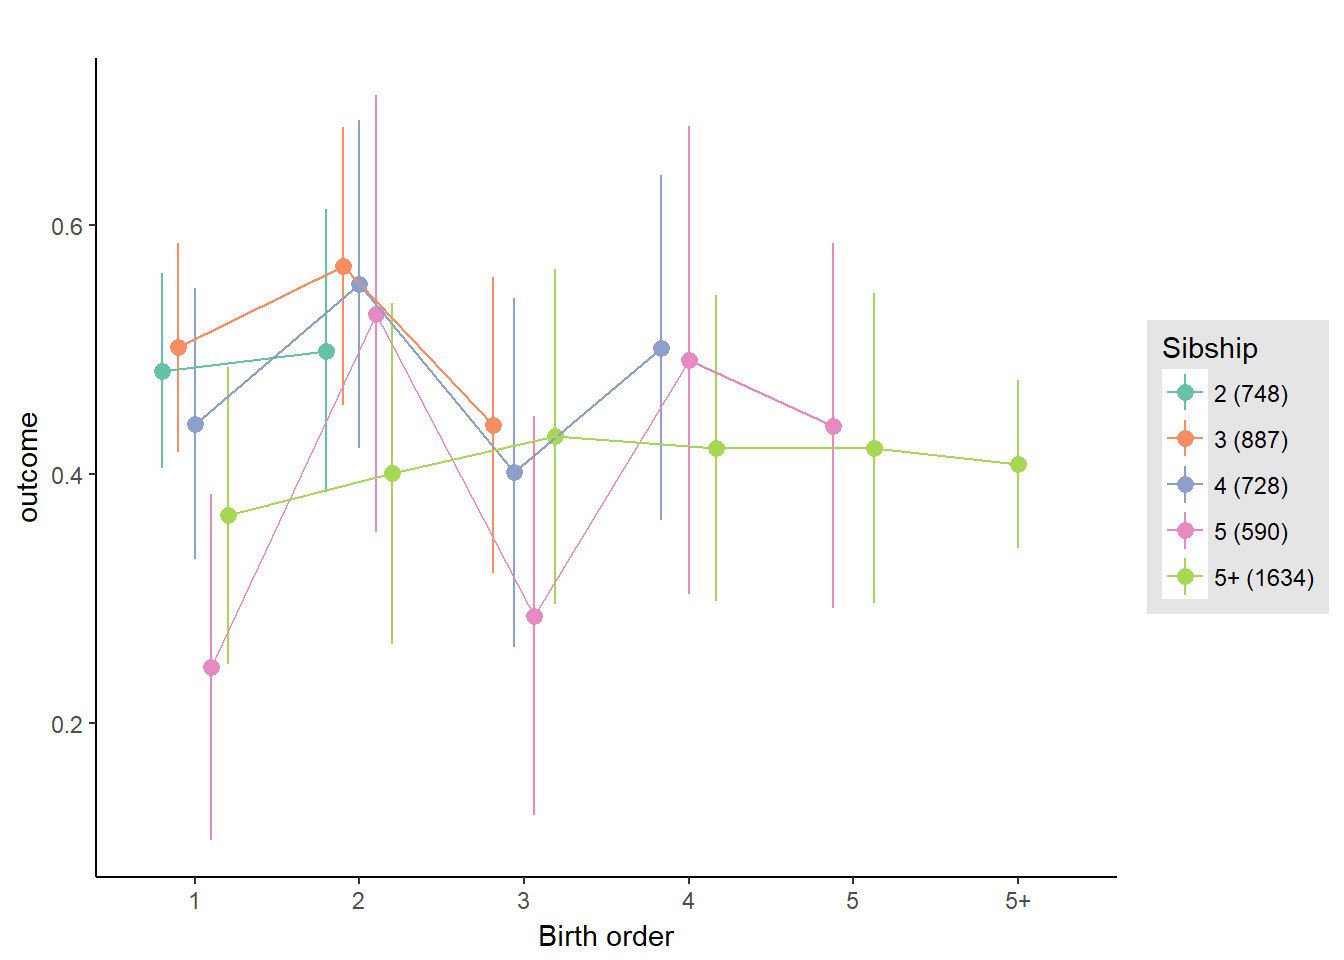 0.6
0.4
0.2
outcome
1 2 3 4 5 5+
Birth order
Sibship
2 (748)
3 (887)
4 (728)
5 (590)
5+ (1634)